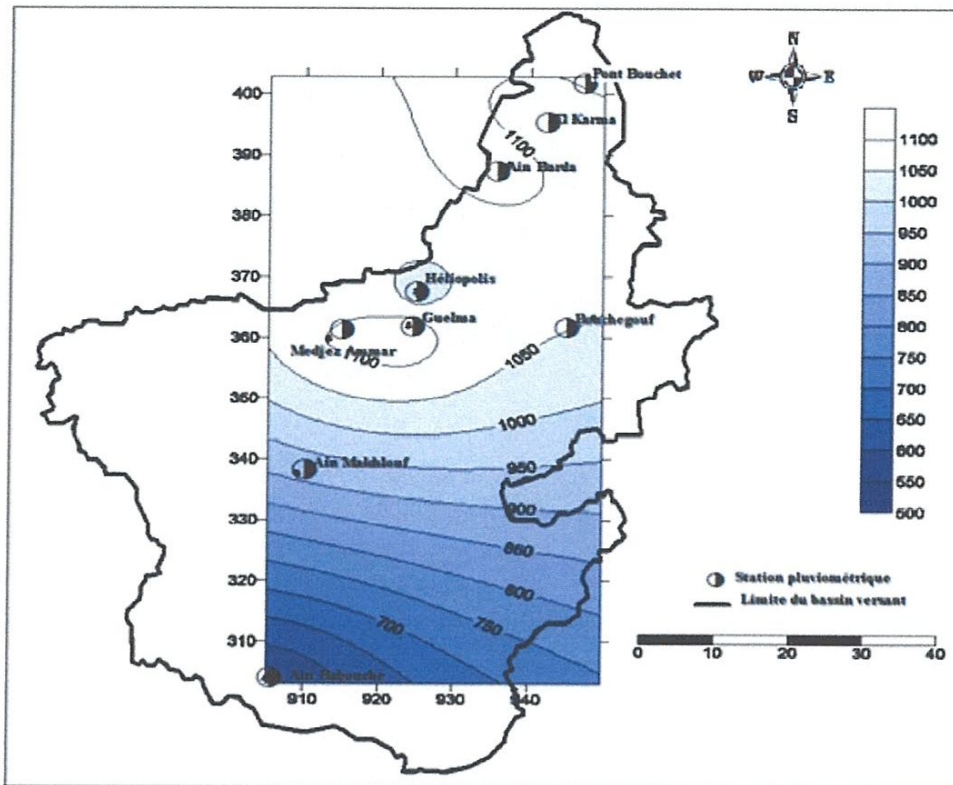 N
W E
S
400
390
380
370
360
350
340
330
320
310
910 920 930 940
Pont Bouchet
El Karma
1100
Ain Barda
Héliopolis
Guelma
Bouchegouf
Medjez Ammar
1050
1000
950
Ain Makhlouf
900
800
750
700
1100
1050
1000
950
900
850
800
750
700
650
600
550
500
Station pluviométrique
Limite du bassin versant
0 10 20 30 40